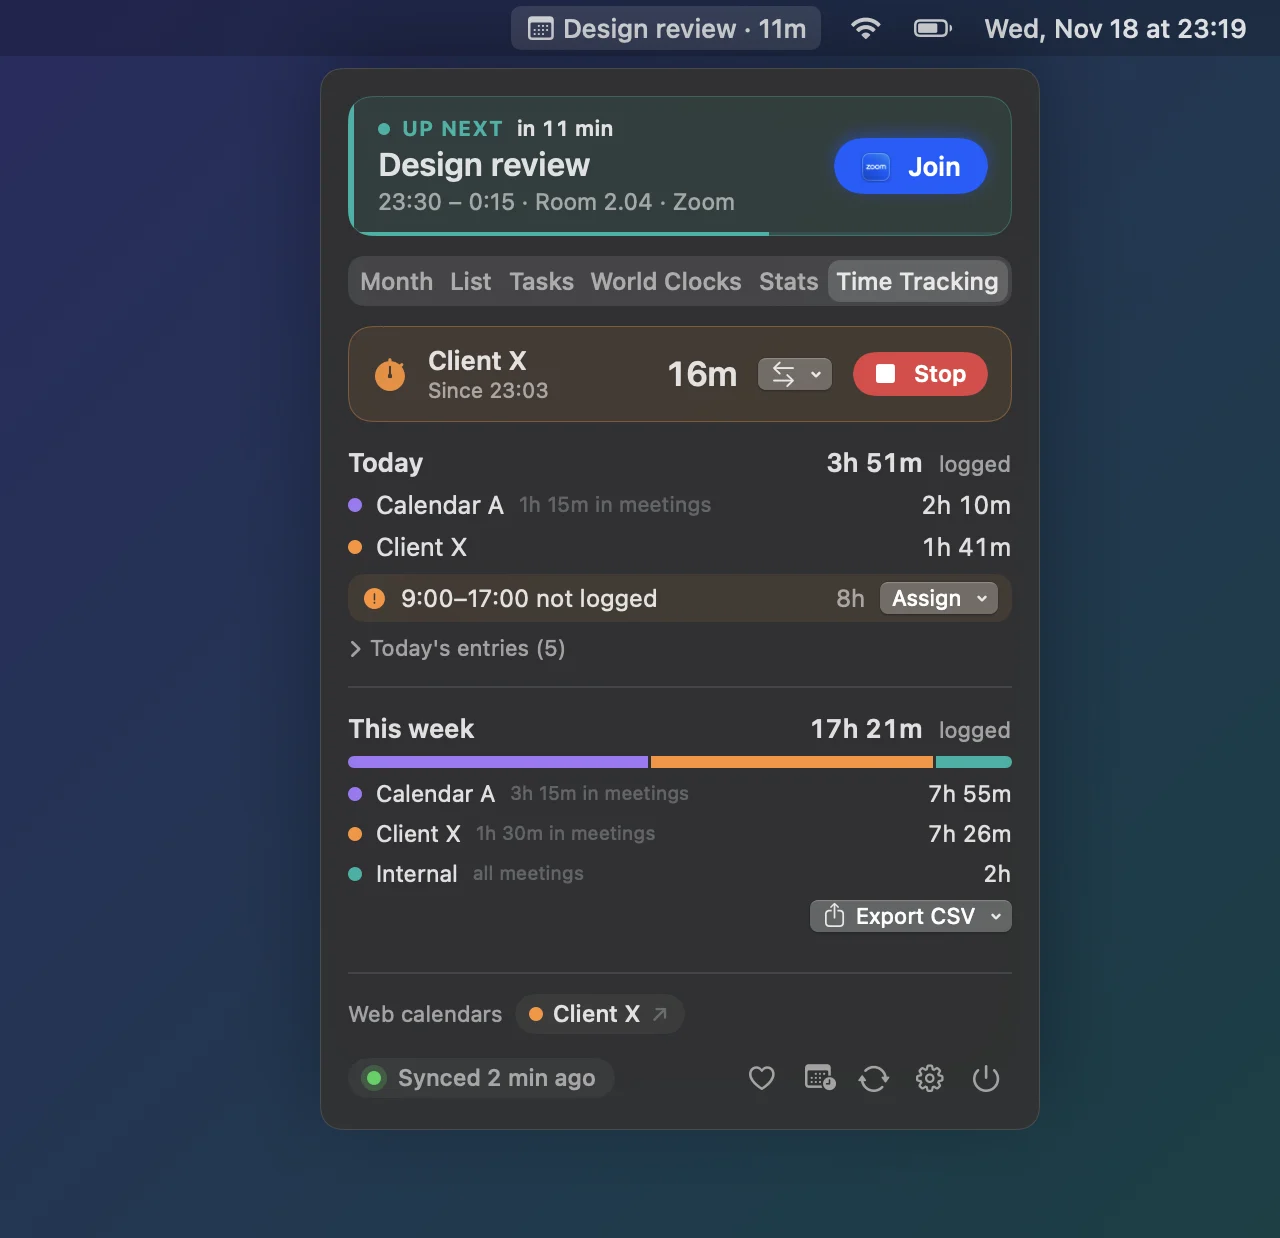 Design review · 11m
Wed, Nov 18 at 23:19
UP NEXT in 11 min
Design review
23:30 – 0:15 · Room 2.04 · Zoom
zoom
Join
Month List Tasks World Clocks Stats Time Tracking
Client X
Since 23:03
16m
Stop
Today 3h 51m logged
Calendar A 1h 15m in meetings 2h 10m
Client X 1h 41m
9:00–17:00 not logged 8h Assign
Today's entries (5)
This week 17h 21m logged
Calendar A 3h 15m in meetings 7h 55m
Client X 1h 30m in meetings 7h 26m
Internal all meetings 2h
Export CSV
Web calendars Client X
Synced 2 min ago